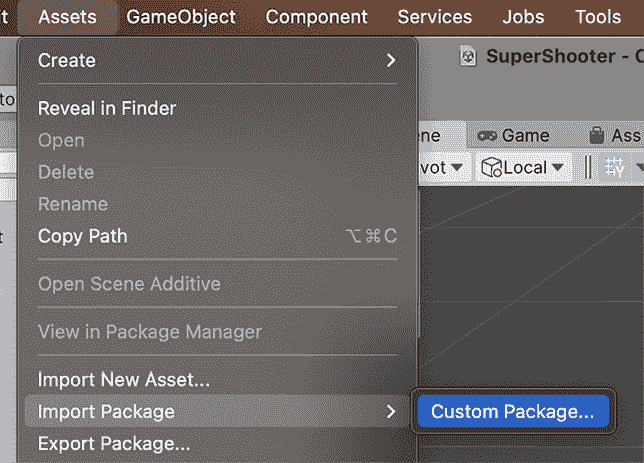 t Assets GameObject Component Services Jobs Tools
SuperShooter - C
Create
to
Reveal in Finder
ne Game Ass
Open
vot Local Y
Delete
Rename
t Copy Path ⌥⌘C
Open Scene Additive
View in Package Manager
Import New Asset...
Import Package Custom Package...
Export Package...